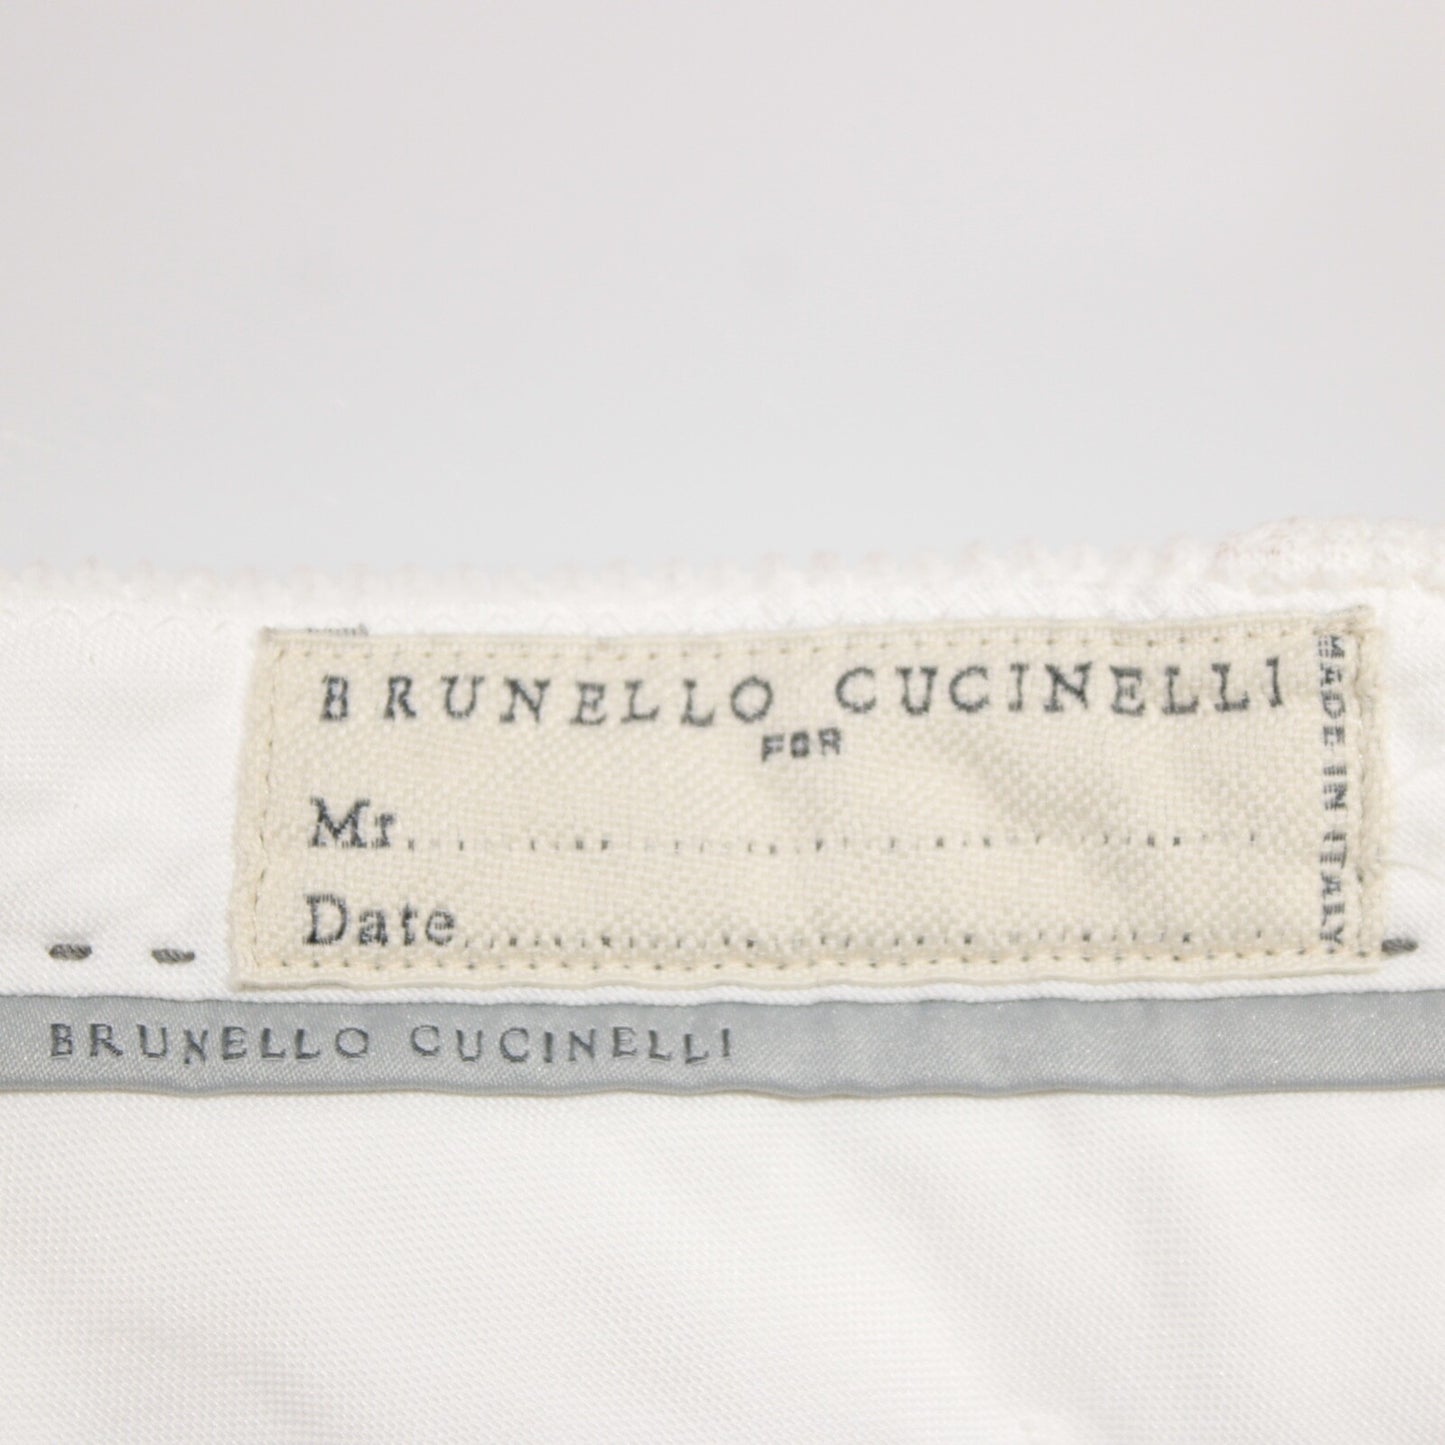 BRUNELLO CUCINELLI
FOR
Mr.............................
Date.............................
MADE IN ITALY
BRUNELLO CUCINELLI